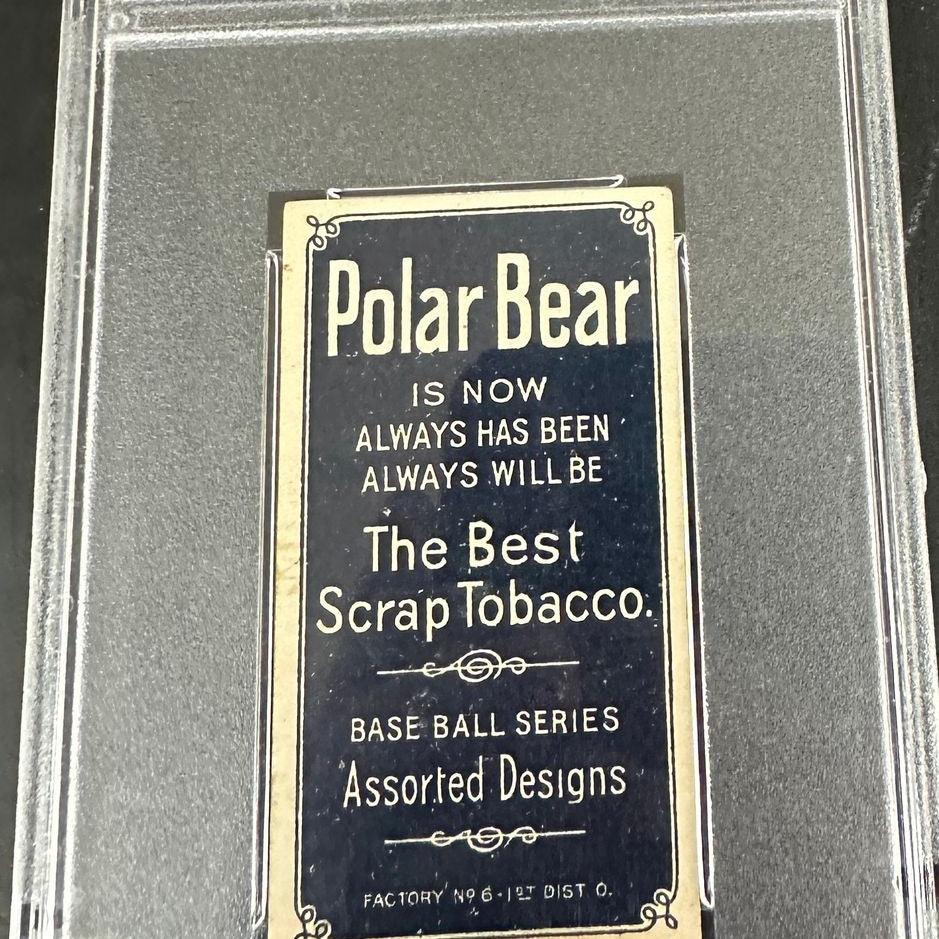 Polar Bear
IS NOW
ALWAYS HAS BEEN
ALWAYS WILL BE
The Best
Scrap Tobacco.
BASE BALL SERIES
Assorted Designs
FACTORY Nº 6 - 1ST DIST O.